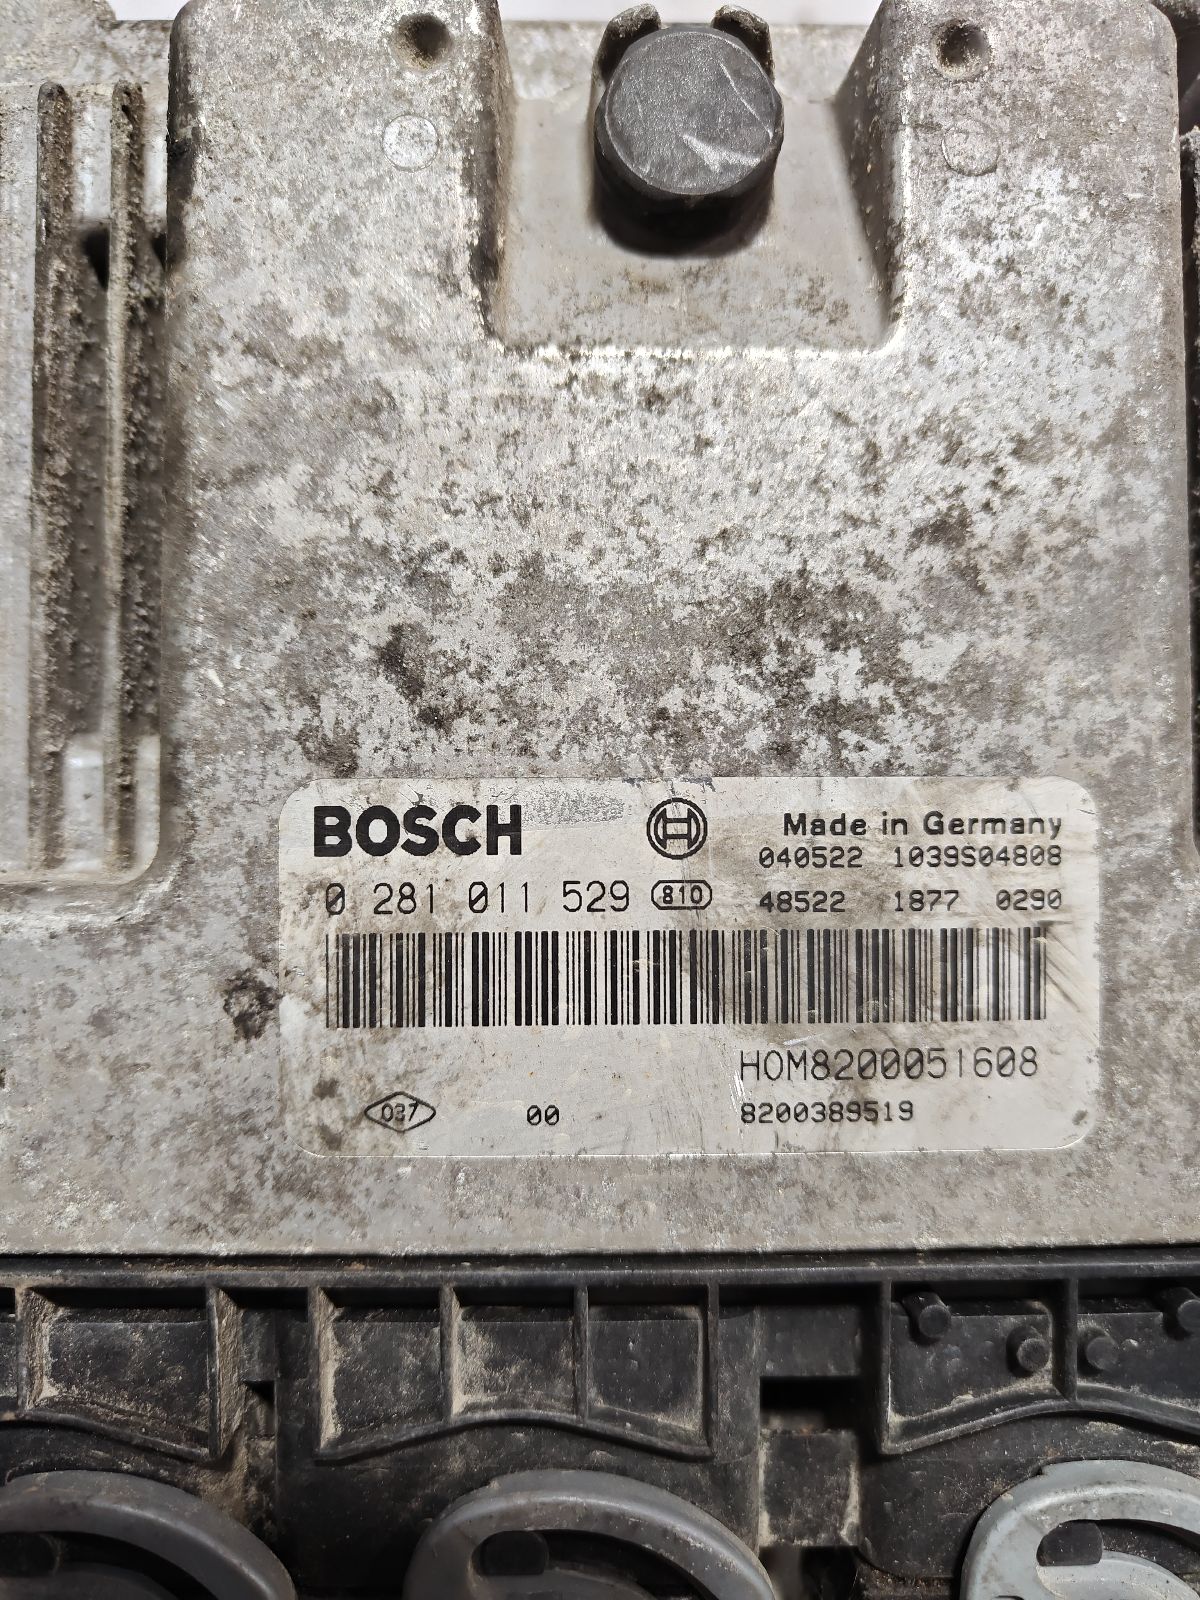 BOSCH
Made in Germany
040522 1039S04808
0 281 011 529 810
48522 1877 0290
HOM8200051608
037 00
8200389519